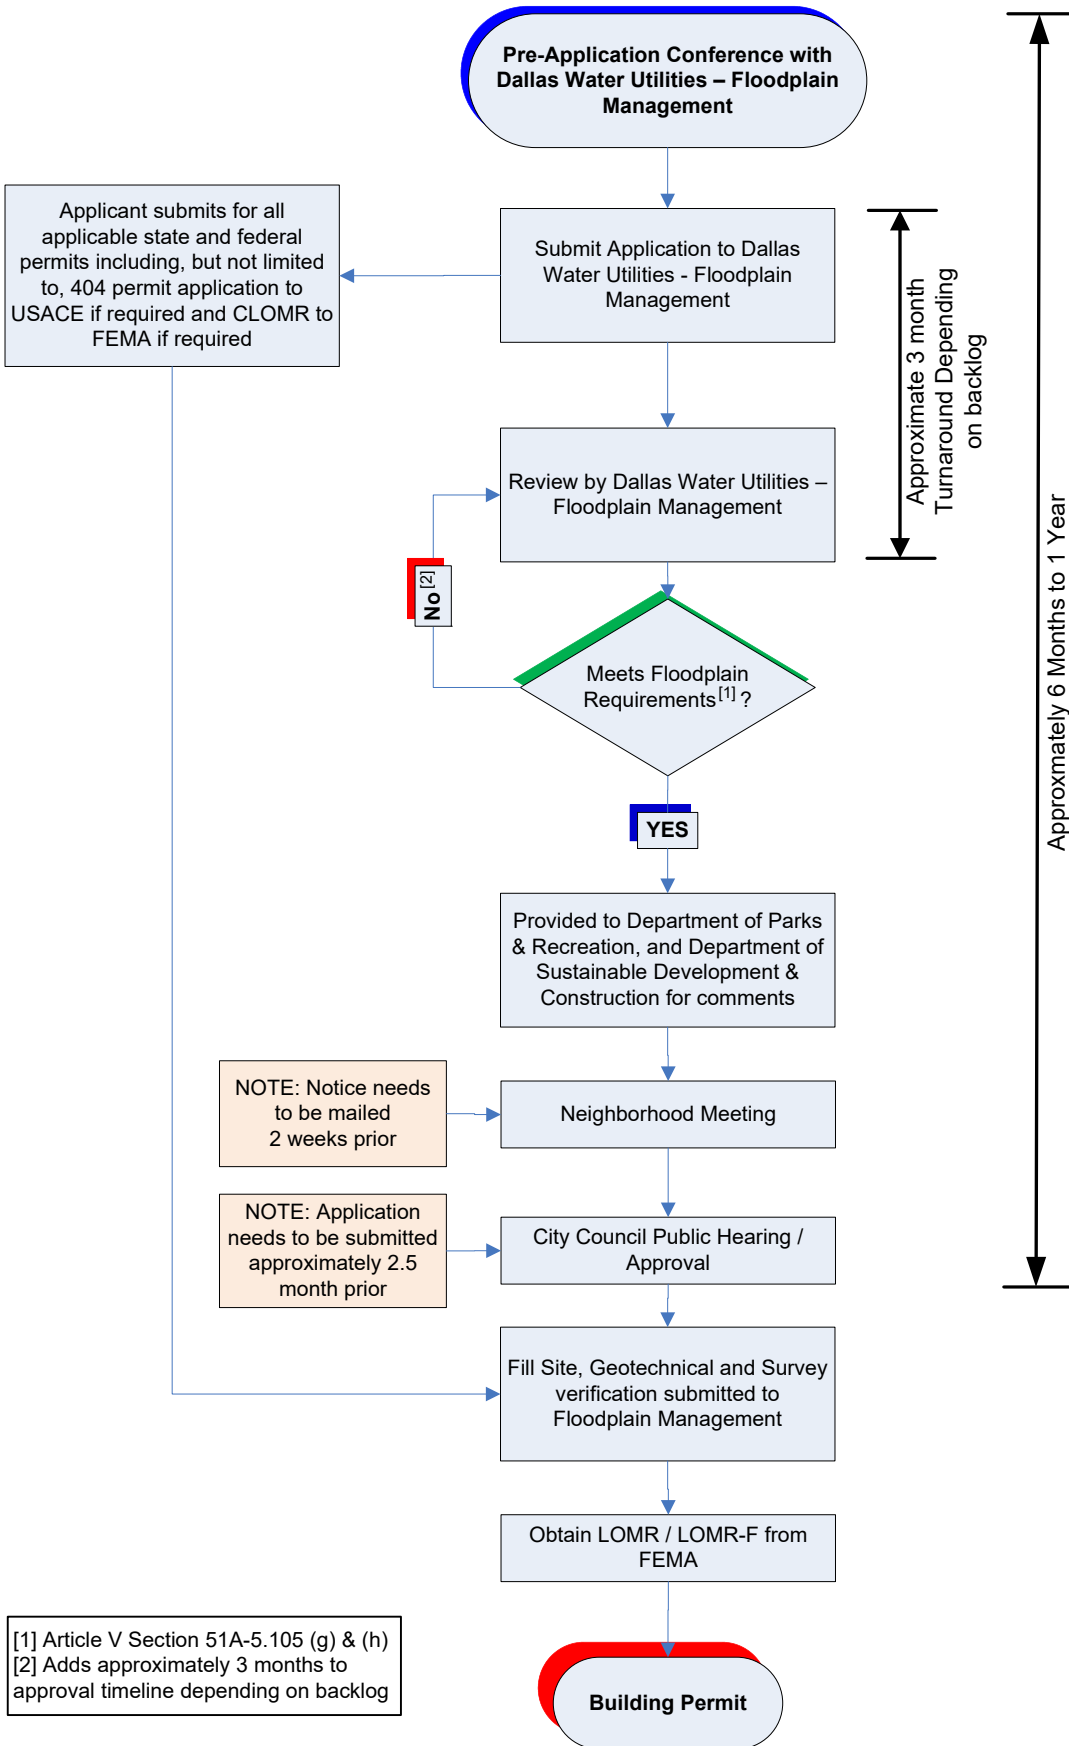 Pre-Application Conference with
Dallas Water Utilities – Floodplain
Management
Applicant submits for all
applicable state and federal
permits including, but not limited
to, 404 permit application to
USACE if required and CLOMR to
FEMA if required
Submit Application to Dallas
Water Utilities - Floodplain
Management
Approximate 3 month
Turnaround Depending
on backlog
Approxmately 6 Months to 1 Year
Review by Dallas Water Utilities –
Floodplain Management
No[2]
Meets Floodplain
Requirements[1] ?
YES
Provided to Department of Parks
& Recreation, and Department of
Sustainable Development &
Construction for comments
NOTE: Notice needs
to be mailed
2 weeks prior
Neighborhood Meeting
NOTE: Application
needs to be submitted
approximately 2.5
month prior
City Council Public Hearing /
Approval
Fill Site, Geotechnical and Survey
verification submitted to
Floodplain Management
Obtain LOMR / LOMR-F from
FEMA
[1] Article V Section 51A-5.105 (g) & (h)
[2] Adds approximately 3 months to
approval timeline depending on backlog
Building Permit